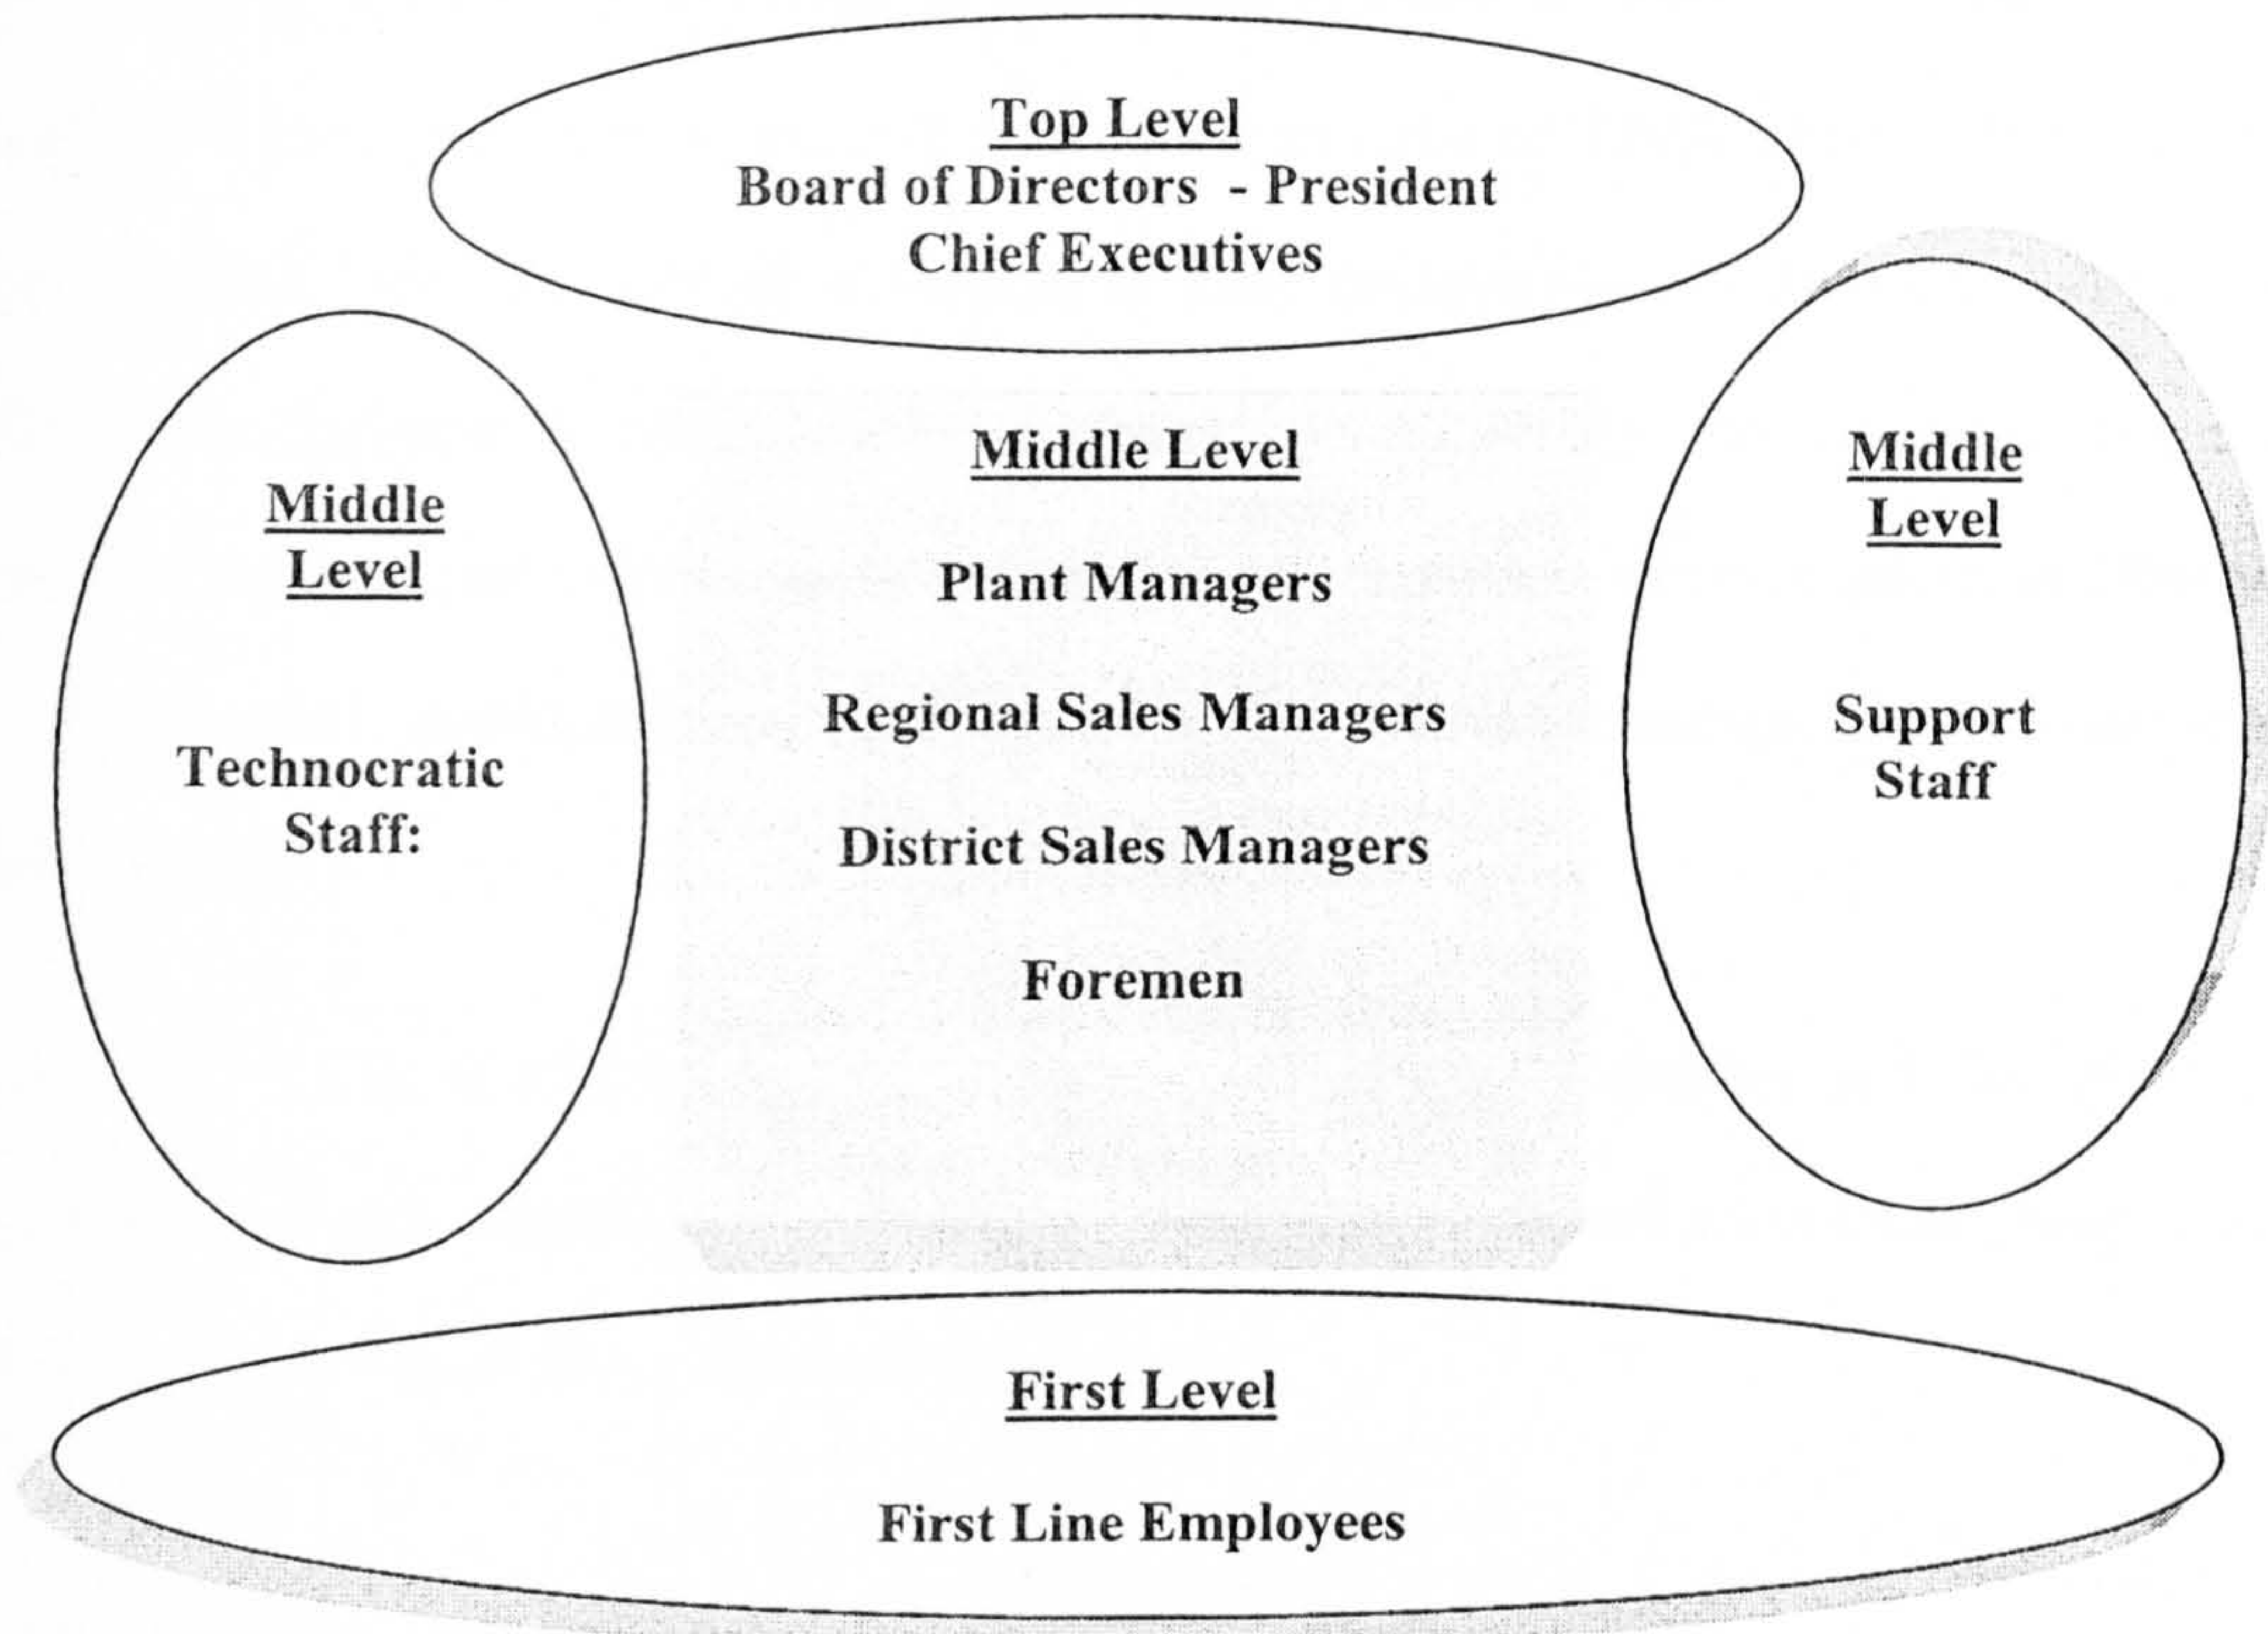 Top Level
Board of Directors - President
Chief Executives
Middle
Level
Technocratic
Staff:
Middle Level
Plant Managers
Regional Sales Managers
District Sales Managers
Foremen
Middle
Level
Support
Staff
First Level
First Line Employees